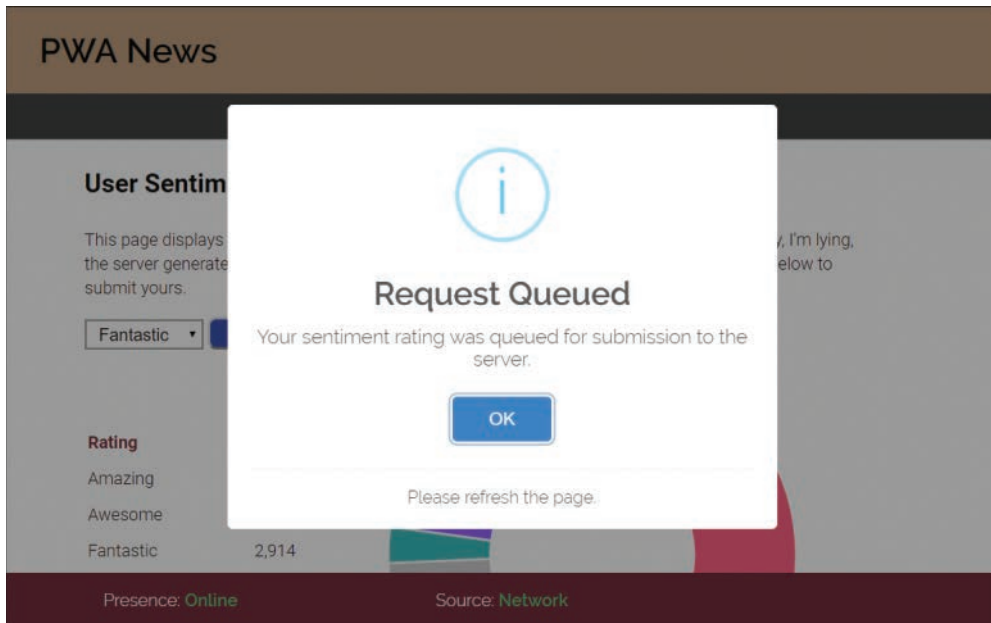 PWA News
User Sentim
This page displays
y, I'm lying,
the server generate
elow to
submit yours.
Fantastic
i
Request Queued
Your sentiment rating was queued for submission to the
server.
OK
Please refresh the page.
Rating
Amazing
Awesome
Fantastic 2,914
Presence: Online Source: Network